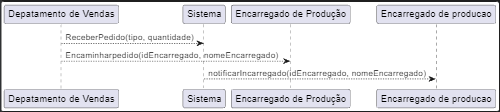 Depatamento de Vendas
Sistema
Encarregado de Produção
Encarregado de producao
ReceberPedido(tipo, quantidade)
Encaminharpedido(idEncarregado, nomeEncarregado)
notificarIncarregado(idEncarregado, nomeEncarregado)
Depatamento de Vendas
Sistema
Encarregado de Produção
Encarregado de producao